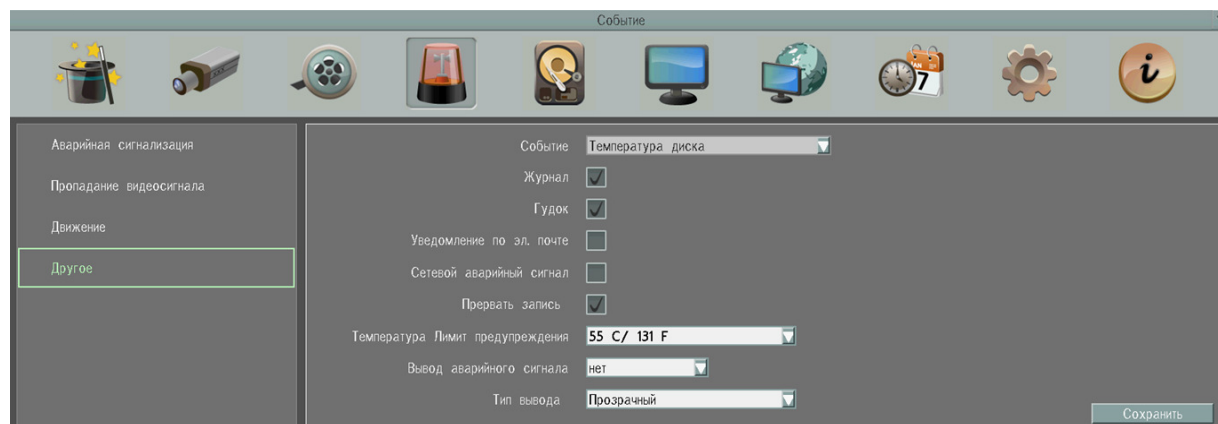 Событие
Аварийная сигнализация
Пропадание видеосигнала
Движение
Другое
Событие Температура диска
Журнал
Гудок
Уведомление по эл. почте
Сетевой аварийный сигнал
Прервать запись
Температура Лимит предупреждения 55 C/ 131 F
Вывод аварийного сигнала нет
Тип вывода Прозрачный
Сохранить